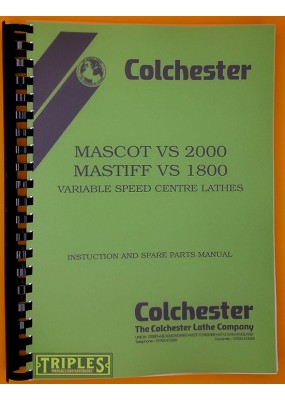 Colchester
MASCOT VS 2000
MASTIFF VS 1800
VARIABLE SPEED CENTRE LATHES
INSTUCTION AND SPARE PARTS MANUAL
Colchester
The Colchester Lathe Company
TRIPLES